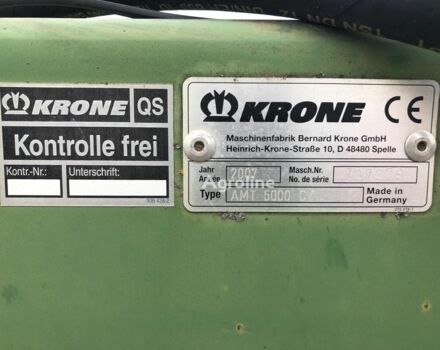 KRONE QS
Kontrolle frei
Kontr.-Nr.: Unterschrift:
KRONE CE
Maschinenfabrik Bernard Krone GmbH
Heinrich-Krone-Straße 10, D 48480 Spelle
Jahr 2007 Masch.Nr.
Année No. de série
Type AMT 5000 CV Made in
Germany
Agroline